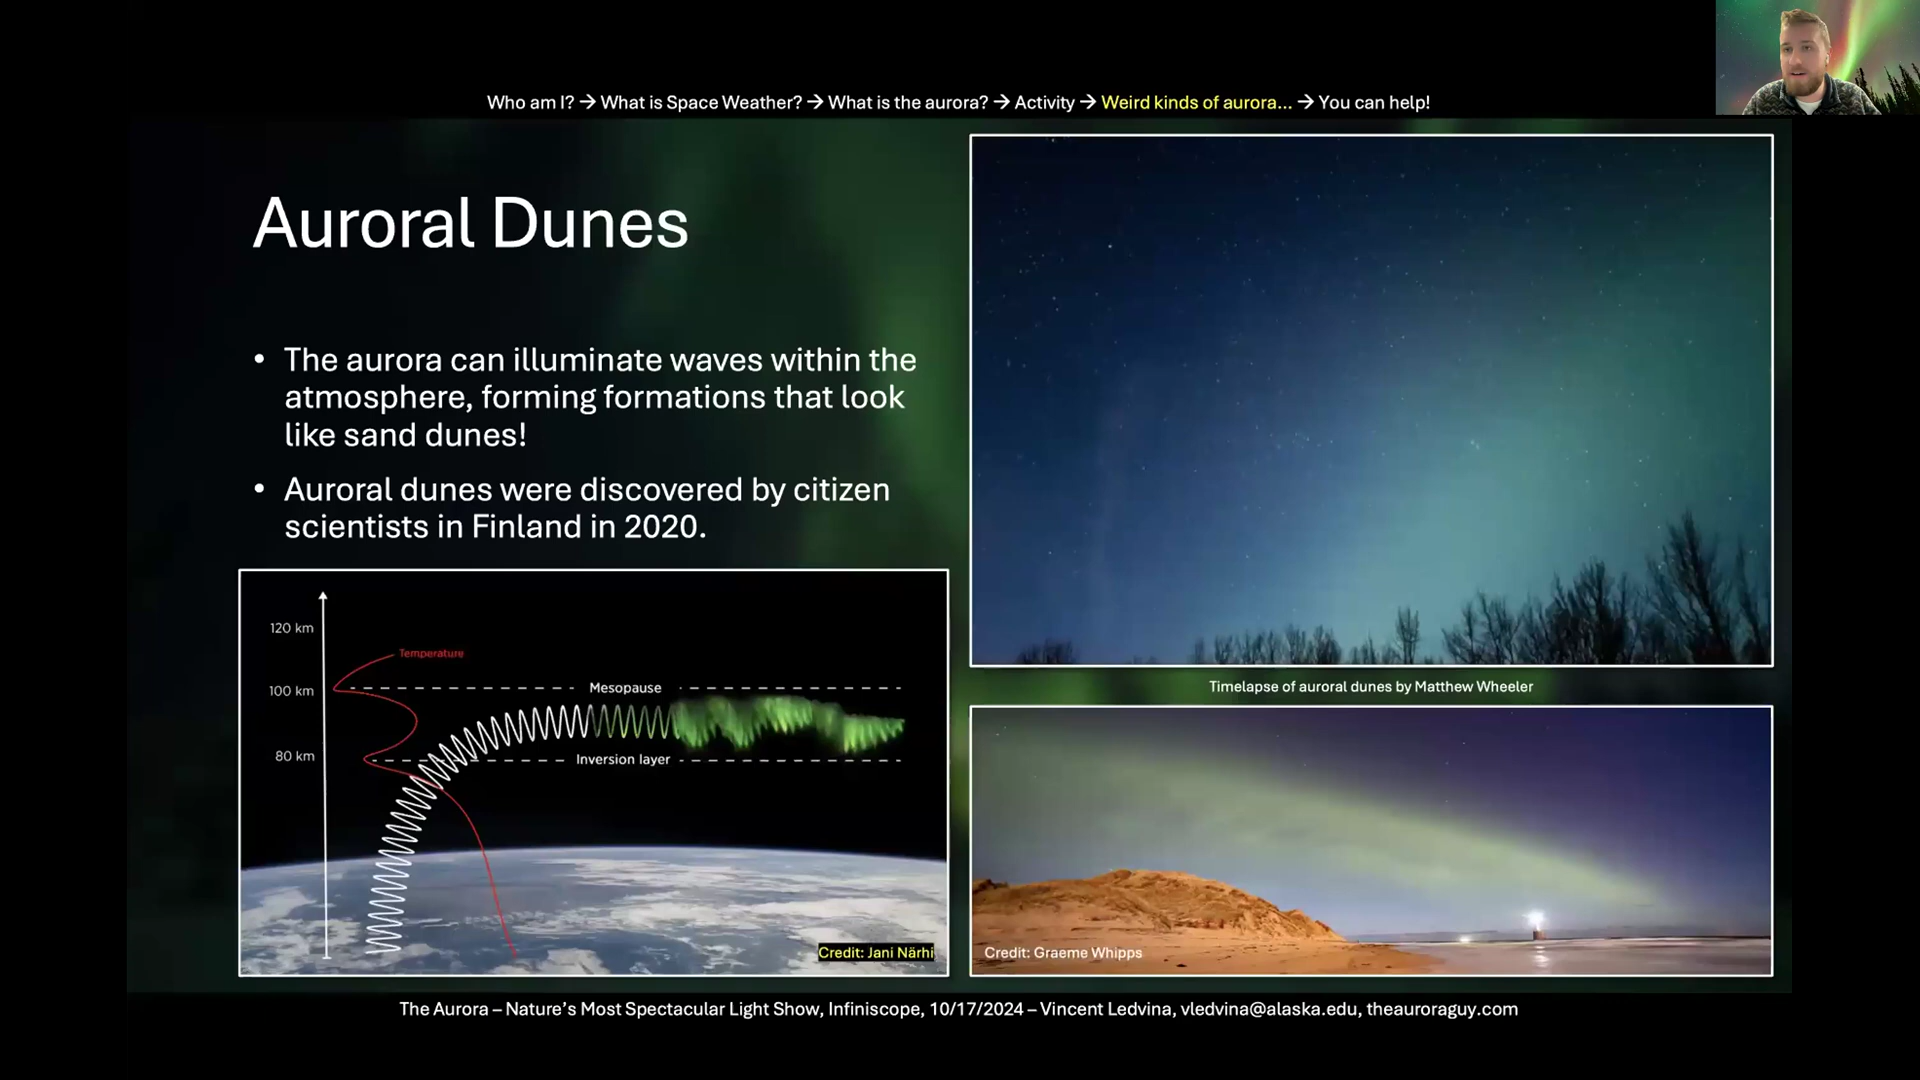 Who am I? → What is Space Weather? → What is the aurora? → Activity → Weird kinds of aurora... → You can help!
Auroral Dunes
• The aurora can illuminate waves within the
atmosphere, forming formations that look
like sand dunes!
• Auroral dunes were discovered by citizen
scientists in Finland in 2020.
120 km
Temperature
100 km
Mesopause
80 km
Inversion layer
Credit: Jani Närhi
Timelapse of auroral dunes by Matthew Wheeler
Credit: Graeme Whipps
The Aurora – Nature's Most Spectacular Light Show, Infiniscope, 10/17/2024 – Vincent Ledvina, vledvina@alaska.edu, theauroraguy.com